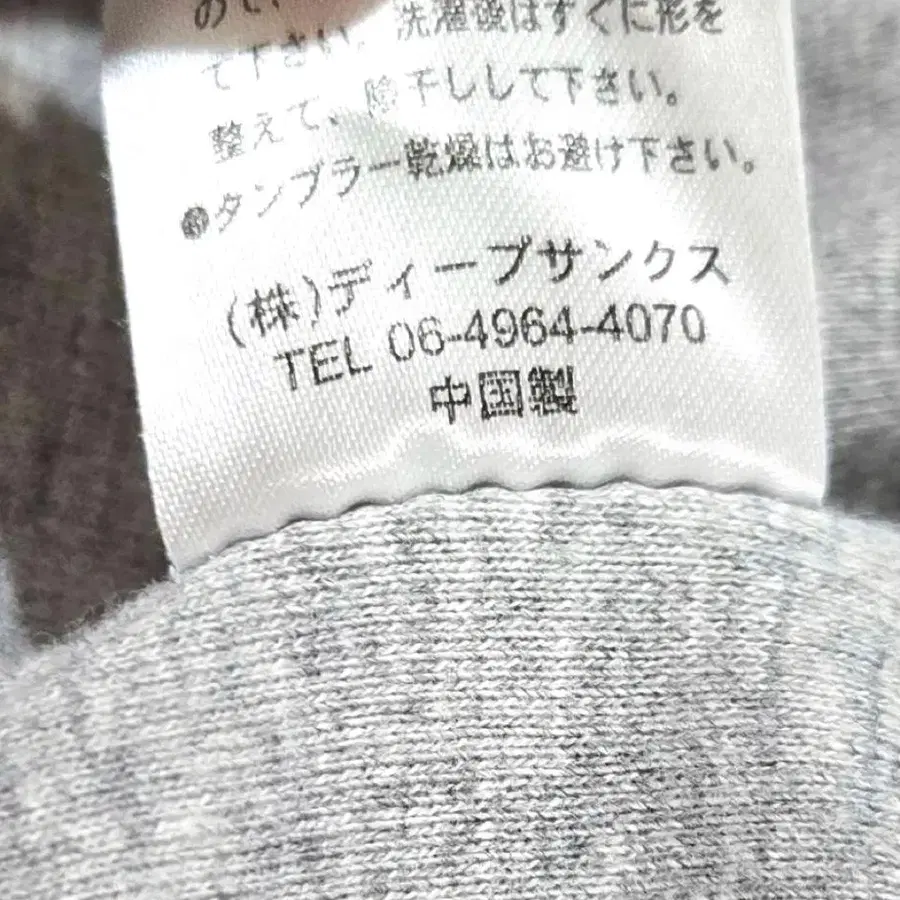 て下さい。洗濯後はすぐに形を
整えて、陰干しして下さい。
●タンブラー乾燥はお避け下さい。
(株)ディープサンクス
TEL 06-4964-4070
中国製